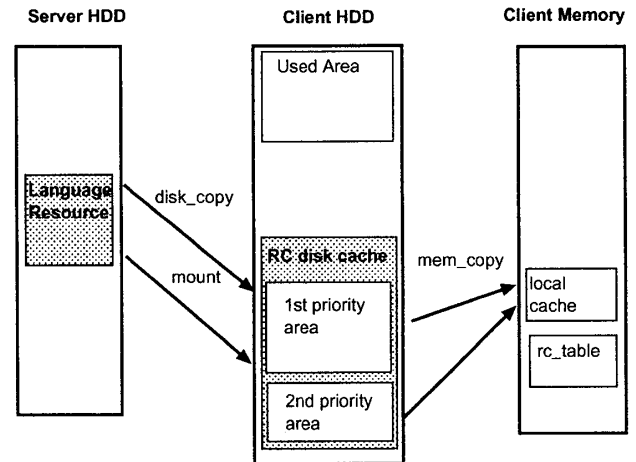 Server HDD
Client HDD
Client Memory
Used Area
Language
Resource
disk_copy
mount
RC disk cache
1st priority
area
2nd priority
area
mem_copy
local
cache
rc_table